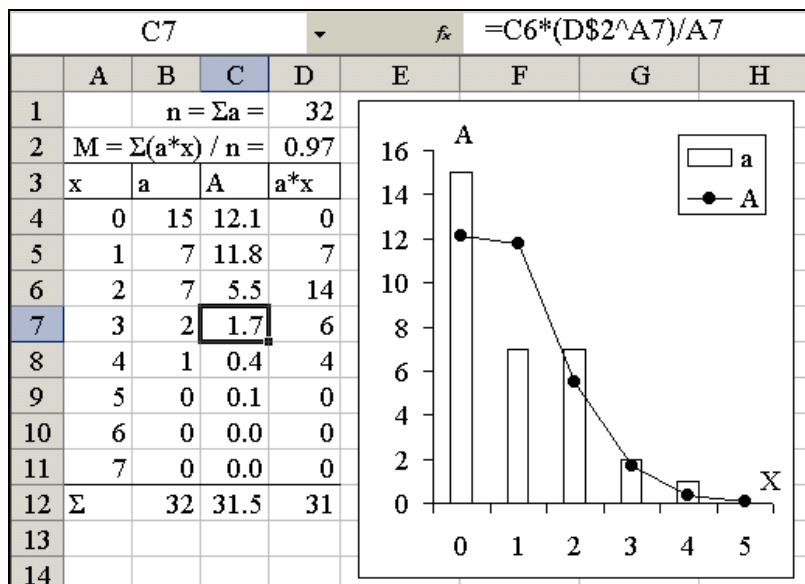 C7 fx =C6*(D$2^A7)/A7
A B C D E F G H
1 n = Σa = 32
2 M = Σ(a*x) / n = 0.97
3 x a A a*x
4 0 15 12.1 0
5 1 7 11.8 7
6 2 7 5.5 14
7 3 2 1.7 6
8 4 1 0.4 4
9 5 0 0.1 0
10 6 0 0.0 0
11 7 0 0.0 0
12 Σ 32 31.5 31
13
14
A
16
14
12
10
8
6
4
2
0
0 1 2 3 4 5
X
a
A